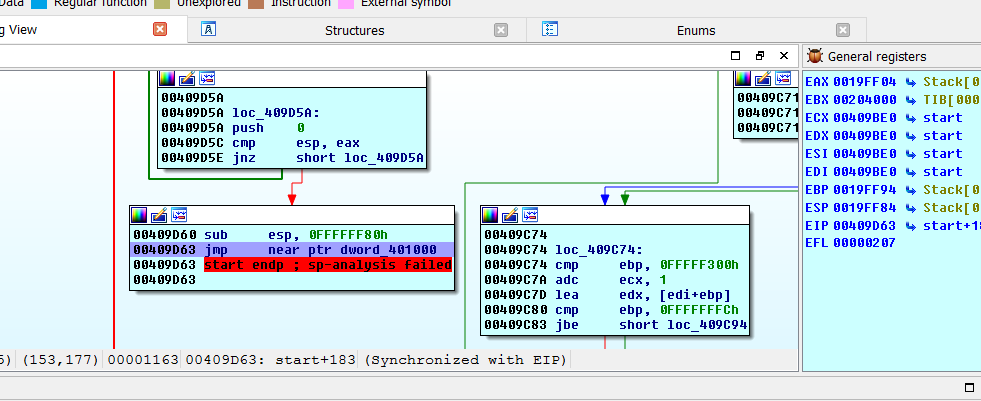 Data Regular function Unexplored Instruction External symbol
g View Structures Enums
General registers
00409D5A
00409D5A loc_409D5A:
00409D5A push 0
00409D5C cmp esp, eax
00409D5E jnz short loc_409D5A
00409C71
00409C71
00409C71
00409D60 sub esp, 0FFFFFF80h
00409D63 jmp near ptr dword_401000
00409D63 start endp ; sp-analysis failed
00409D63
00409C74
00409C74 loc_409C74:
00409C74 cmp ebp, 0FFFFF300h
00409C7A adc ecx, 1
00409C7D lea edx, [edi+ebp]
00409C80 cmp ebp, 0FFFFFFFCh
00409C83 jbe short loc_409C94
EAX 0019FF04 Stack[0
EBX 00204000 TIB[000
ECX 00409BE0 start
EDX 00409BE0 start
ESI 00409BE0 start
EDI 00409BE0 start
EBP 0019FF94 Stack[0
ESP 0019FF84 Stack[0
EIP 00409D63 start+18
EFL 00000207
5) (153,177) 00001163 00409D63: start+183 (Synchronized with EIP)